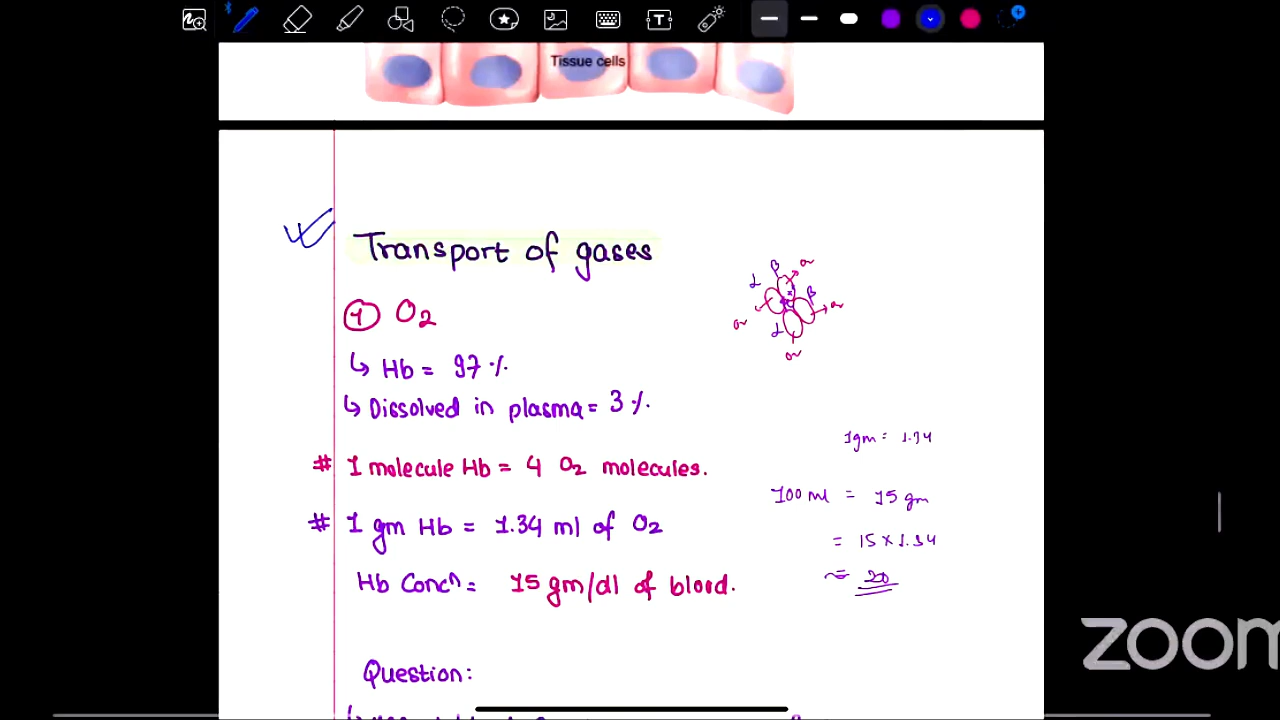 Tissue cells
Transport of gases
1 O2
↳ Hb = 97 %
↳ Dissolved in plasma = 3 %
# 1 molecule Hb = 4 O2 molecules.
# 1 gm Hb = 1.34 ml of O2
Hb Concⁿ = 15 gm/dl of blood.
Question:
α β β α
1gm = 1.34
100 ml = 15 gm
= 15 x 1.34
≈ 20
zoom